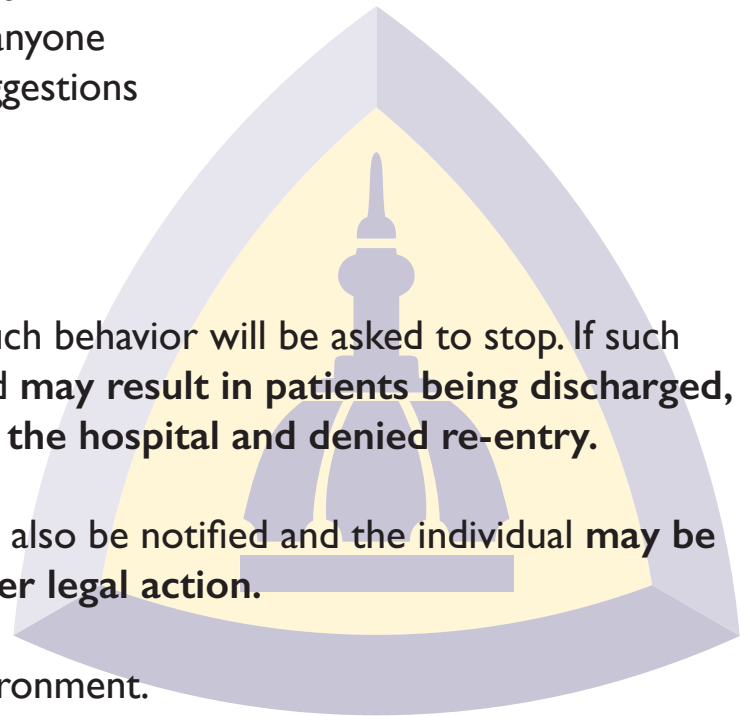 anyone
ggestions
uch behavior will be asked to stop. If such
d may result in patients being discharged,
the hospital and denied re-entry.
also be notified and the individual may be
er legal action.
ronment.